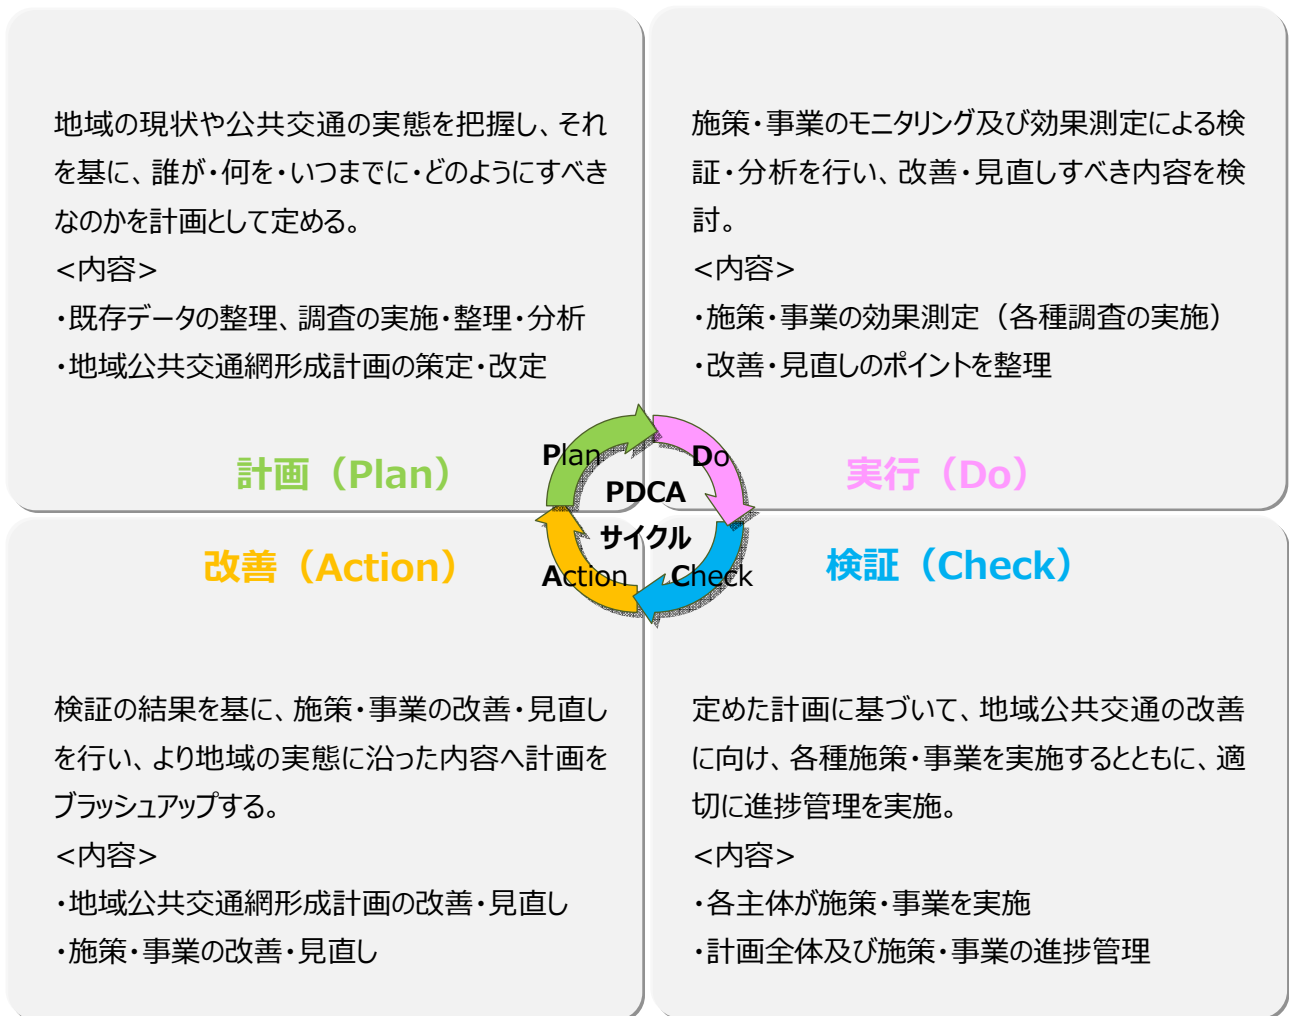 地域の現状や公共交通の実態を把握し、それ
を基に、誰が・何を・いつまでに・どのようにすべき
なのかを計画として定める。
<内容>
・既存データの整理、調査の実施・整理・分析
・地域公共交通網形成計画の策定・改定
計画（Plan）
施策・事業のモニタリング及び効果測定による検
証・分析を行い、改善・見直しすべき内容を検
討。
<内容>
・施策・事業の効果測定（各種調査の実施）
・改善・見直しのポイントを整理
実行（Do）
Plan
Do
PDCA
サイクル
Action
Check
改善（Action）
検証の結果を基に、施策・事業の改善・見直し
を行い、より地域の実態に沿った内容へ計画を
ブラッシュアップする。
<内容>
・地域公共交通網形成計画の改善・見直し
・施策・事業の改善・見直し
検証（Check）
定めた計画に基づいて、地域公共交通の改善
に向け、各種施策・事業を実施するとともに、適
切に進捗管理を実施。
<内容>
・各主体が施策・事業を実施
・計画全体及び施策・事業の進捗管理